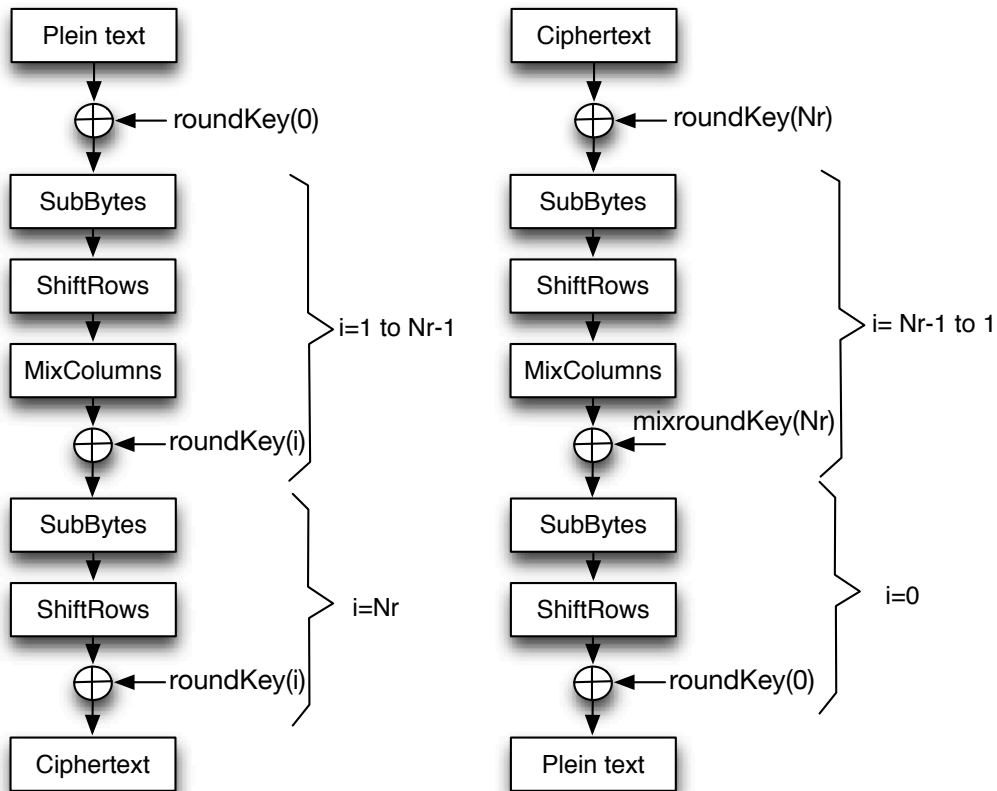 Plein text
roundKey(0)
SubBytes
ShiftRows
MixColumns
i=1 to Nr-1
roundKey(i)
SubBytes
ShiftRows
i=Nr
roundKey(i)
Ciphertext
Ciphertext
roundKey(Nr)
SubBytes
ShiftRows
MixColumns
i= Nr-1 to 1
mixroundKey(Nr)
SubBytes
ShiftRows
i=0
roundKey(0)
Plein text